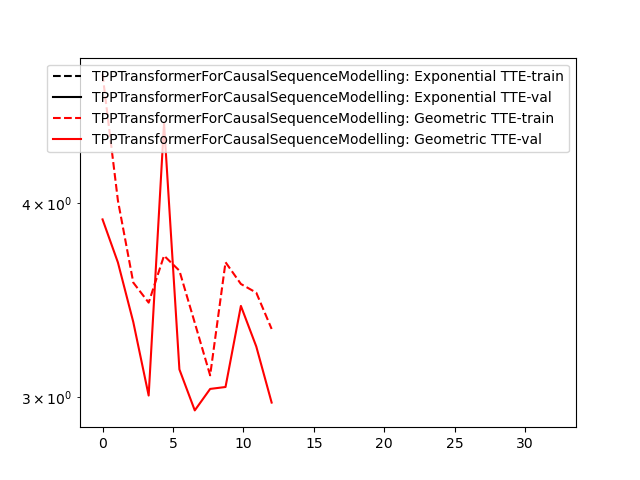 TPPTransformerForCausalSequenceModelling: Exponential TTE-train
TPPTransformerForCausalSequenceModelling: Exponential TTE-val
TPPTransformerForCausalSequenceModelling: Geometric TTE-train
TPPTransformerForCausalSequenceModelling: Geometric TTE-val
4 × 10⁰
3 × 10⁰
0 5 10 15 20 25 30